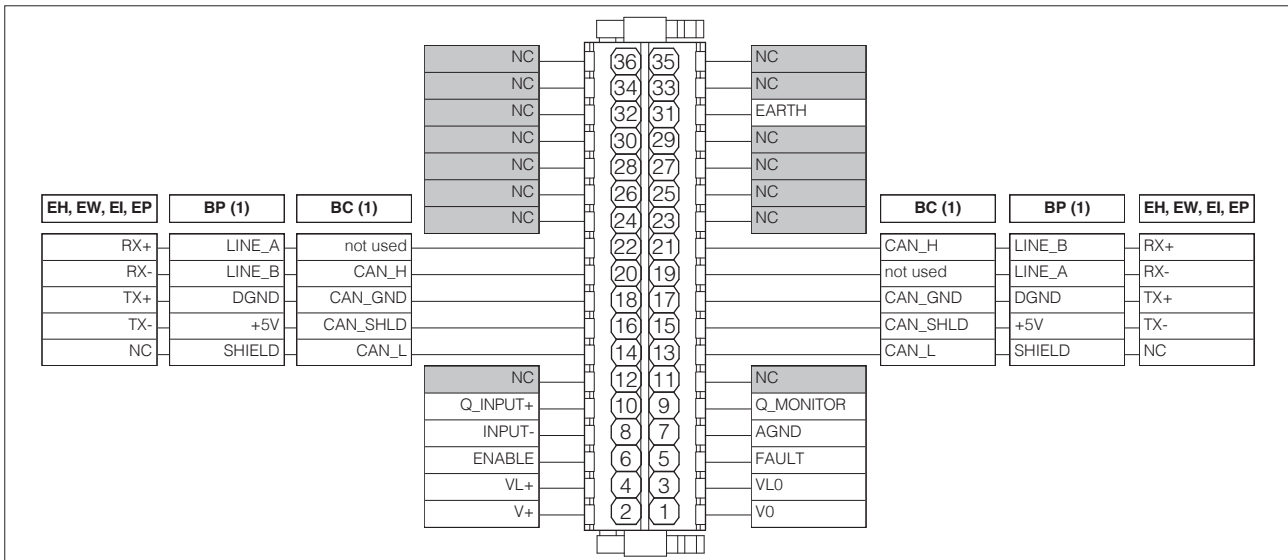 NC 36 35 NC
NC 34 33 NC
NC 32 31 EARTH
NC 30 29 NC
NC 28 27 NC
NC 26 25 NC
NC 24 23 NC
EH, EW, EI, EP BP (1) BC (1) BC (1) BP (1) EH, EW, EI, EP
RX+ LINE_A not used 22 21 CAN_H LINE_B RX+
RX- LINE_B CAN_H 20 19 not used LINE_A RX-
TX+ DGND CAN_GND 18 17 CAN_GND DGND TX+
TX- +5V CAN_SHLD 16 15 CAN_SHLD +5V TX-
NC SHIELD CAN_L 14 13 CAN_L SHIELD NC
NC 12 11 NC
Q_INPUT+ 10 9 Q_MONITOR
INPUT- 8 7 AGND
ENABLE 6 5 FAULT
VL+ 4 3 VL0
V+ 2 1 V0